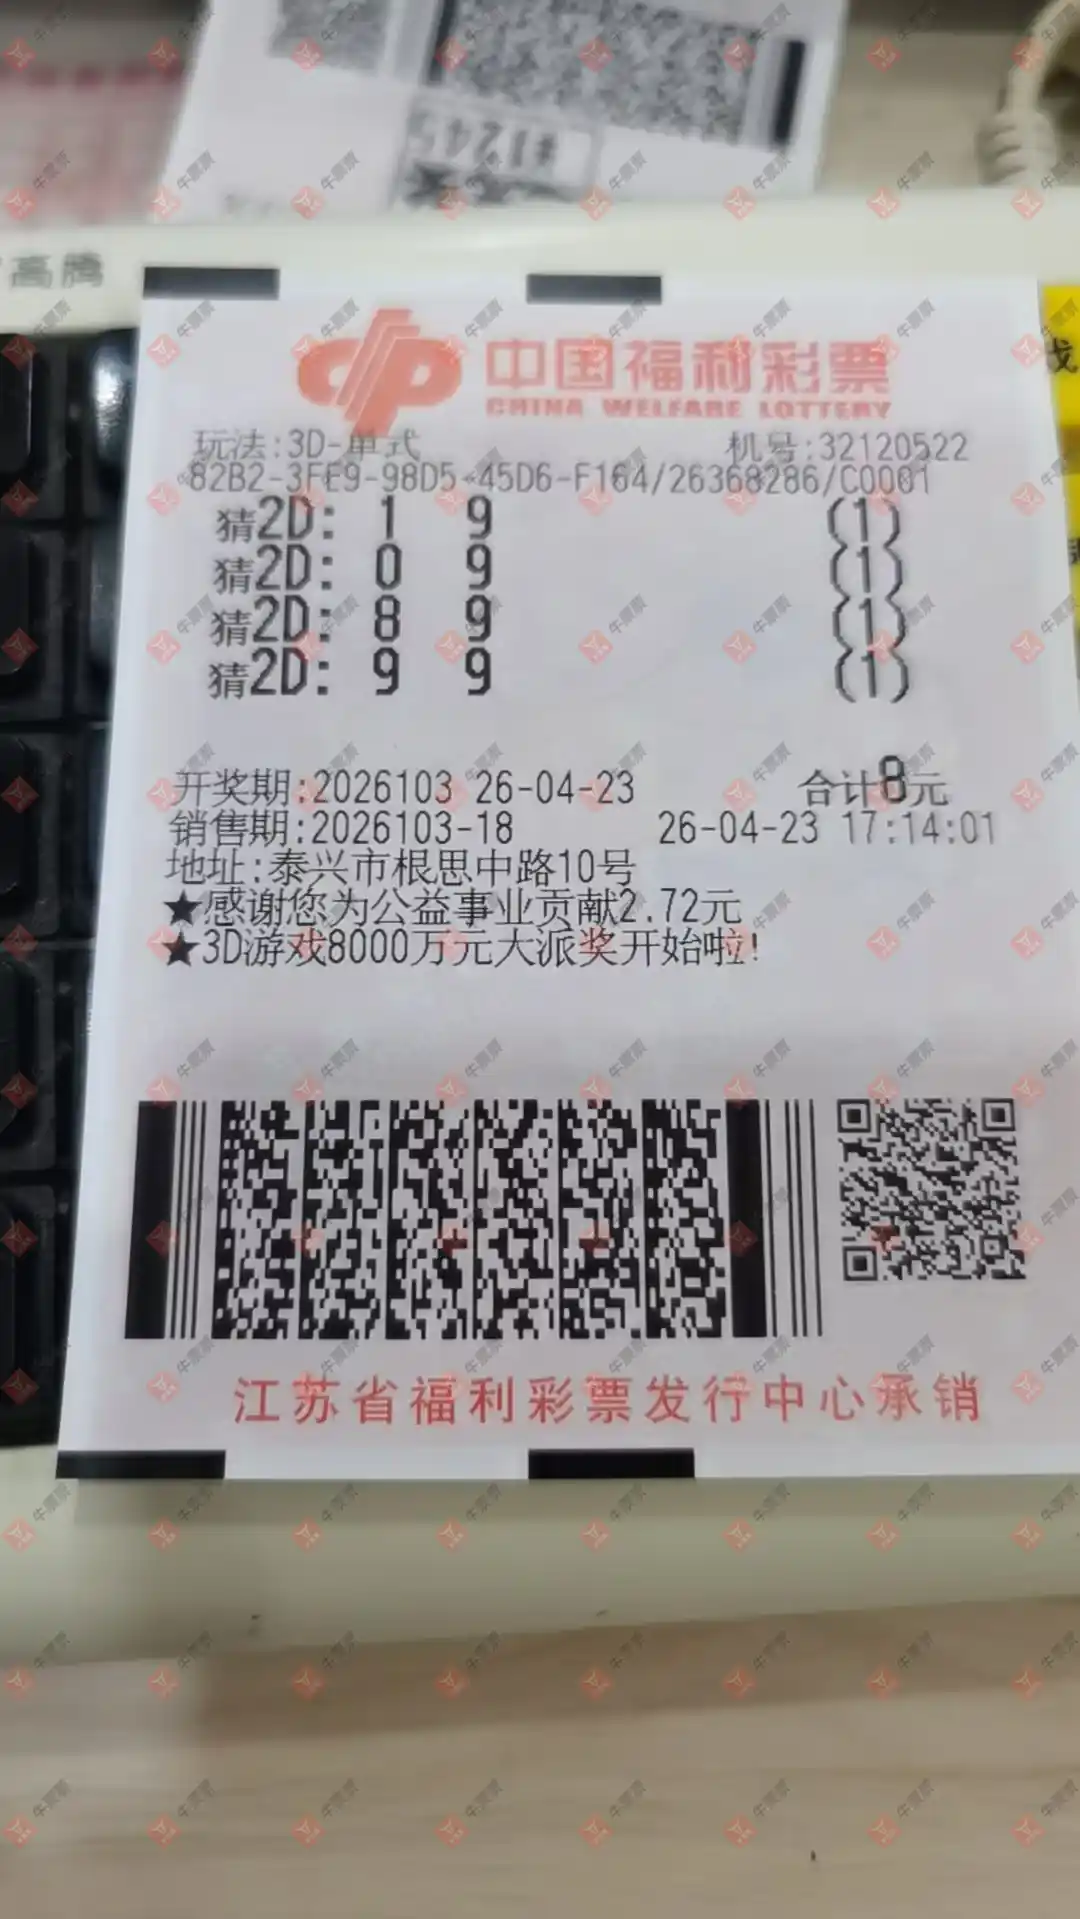 #1245
高腾
中国福利彩票
CHINA WELFARE LOTTERY
玩法:3D-单式 机号:32120522
82B2-3FE9-98D5-45D6-F164/26368286/C0001
猜2D: 1 9 (1)
猜2D: 0 9 (1)
猜2D: 8 9 (1)
猜2D: 9 9 (1)
开奖期:2026103 26-04-23 合计8元
销售期:2026103-18 26-04-23 17:14:01
地址:泰兴市根思中路10号
★感谢您为公益事业贡献2.72元
★3D游戏8000万元大派奖开始啦!
江苏省福利彩票发行中心承销
牛票票